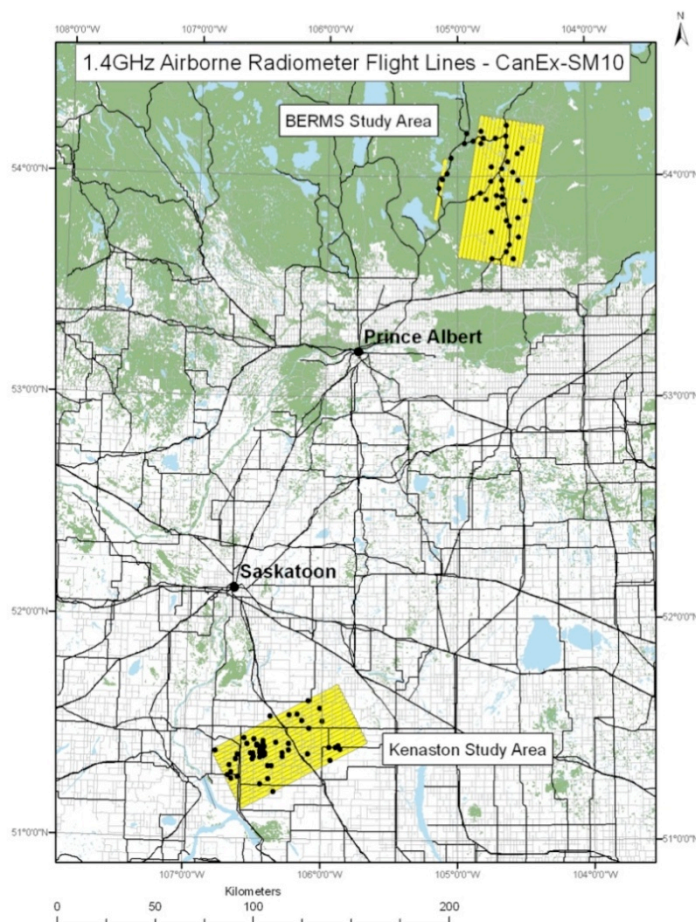 108°0'0"W 107°0'0"W 106°0'0"W 105°0'0"W 104°0'0"W
N
1.4GHz Airborne Radiometer Flight Lines - CanEx-SM10
BERMS Study Area
54°0'0"N 54°0'0"N
Prince Albert
53°0'0"N 53°0'0"N
Saskatoon
52°0'0"N 52°0'0"N
Kenaston Study Area
51°0'0"N 51°0'0"N
107°0'0"W 106°0'0"W 105°0'0"W 104°0'0"W
Kilometers
0 50 100 200